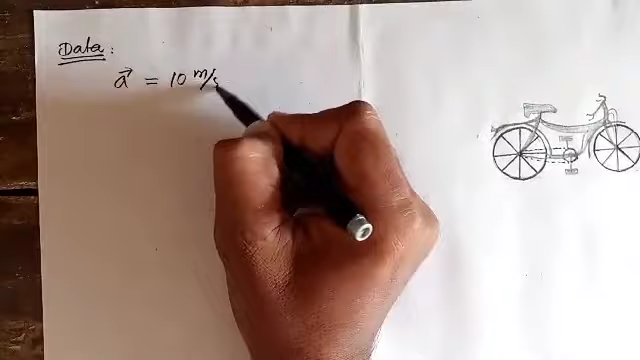 Data:
a⃗ = 10 m/s